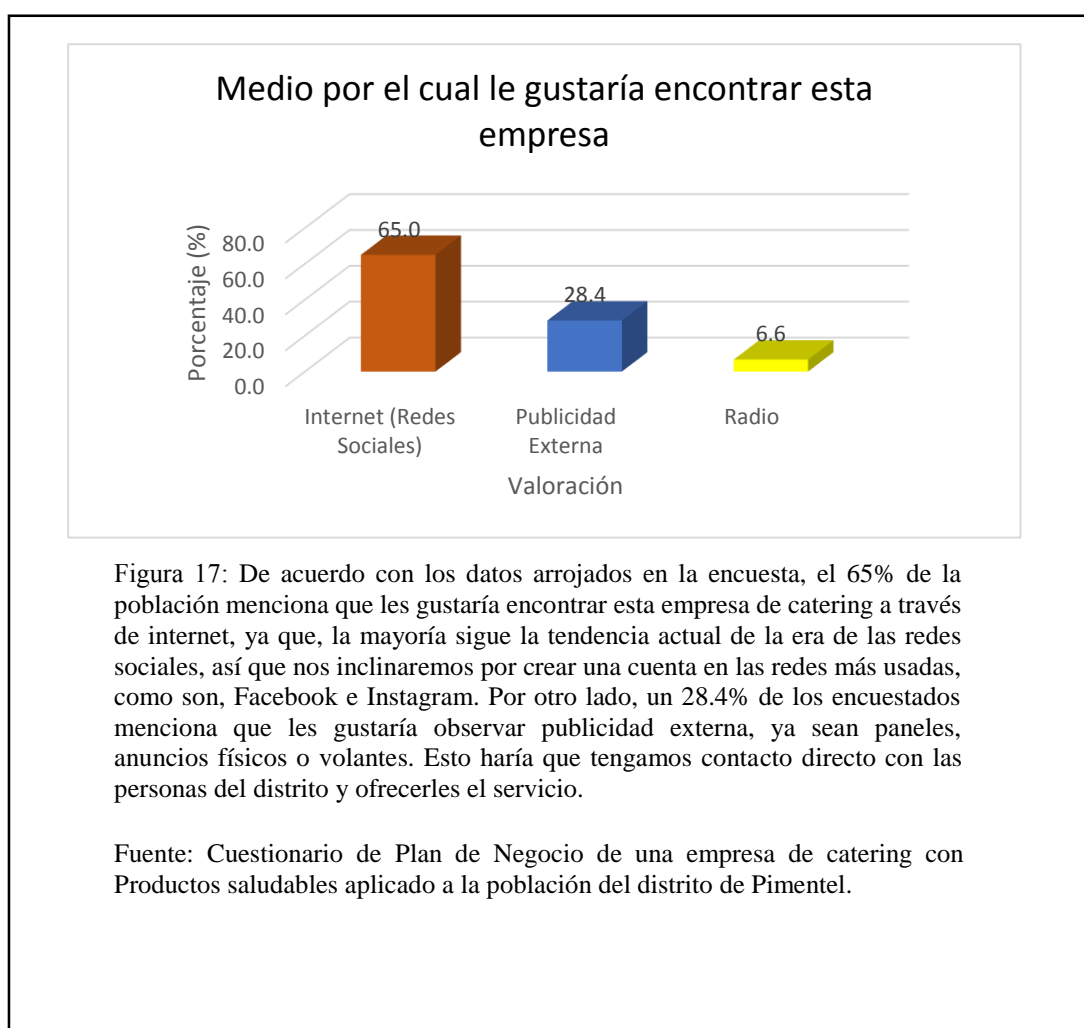 Medio por el cual le gustaría encontrar esta
empresa
Porcentaje (%)
80.0
60.0
40.0
20.0
0.0
65.0
28.4
6.6
Internet (Redes
Sociales)
Publicidad
Externa
Radio
Valoración
Figura 17: De acuerdo con los datos arrojados en la encuesta, el 65% de la
población menciona que les gustaría encontrar esta empresa de catering a través
de internet, ya que, la mayoría sigue la tendencia actual de la era de las redes
sociales, así que nos inclinaremos por crear una cuenta en las redes más usadas,
como son, Facebook e Instagram. Por otro lado, un 28.4% de los encuestados
menciona que les gustaría observar publicidad externa, ya sean paneles,
anuncios físicos o volantes. Esto haría que tengamos contacto directo con las
personas del distrito y ofrecerles el servicio.
Fuente: Cuestionario de Plan de Negocio de una empresa de catering con
Productos saludables aplicado a la población del distrito de Pimentel.